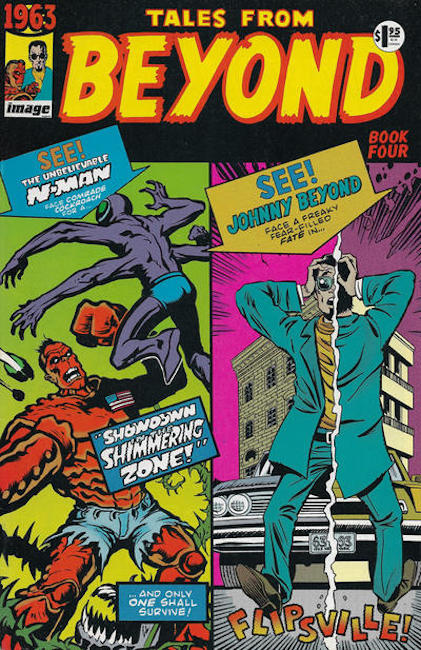 1963
TALES FROM
BEYOND
$1.95
image
BOOK
FOUR
SEE!
THE UNBELIEVABLE
N-MAN
FACE COMRADE
COCKROACH
FOR A...
"SHOWDOWN
IN THE
SHIMMERING
ZONE!"
...AND ONLY
ONE SHALL
SURVIVE!
SEE!
JOHNNY BEYOND
FACE A FREAKY
FEAR-FILLED
FATE IN...
FLIPSVILLE!